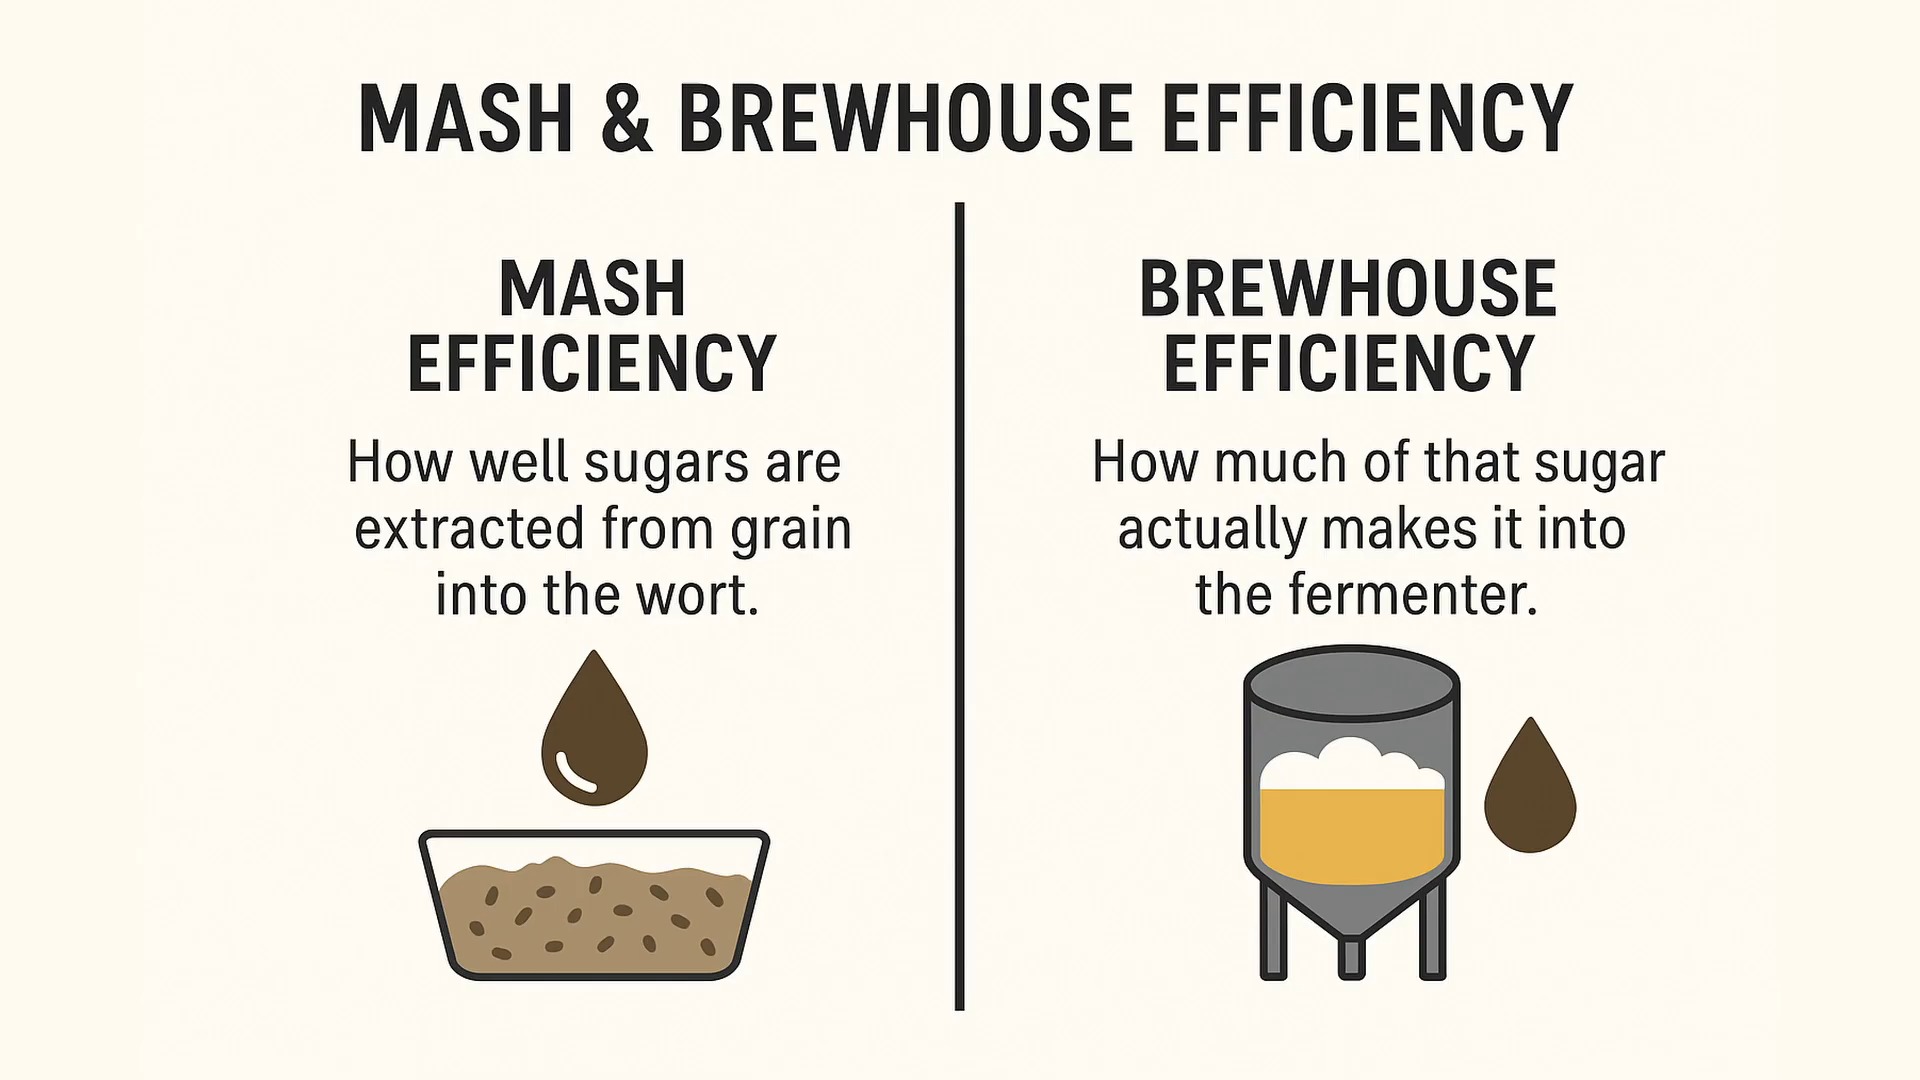 MASH & BREWHOUSE EFFICIENCY
MASH
EFFICIENCY
How well sugars are
extracted from grain
into the wort.
BREWHOUSE
EFFICIENCY
How much of that sugar
actually makes it into
the fermenter.